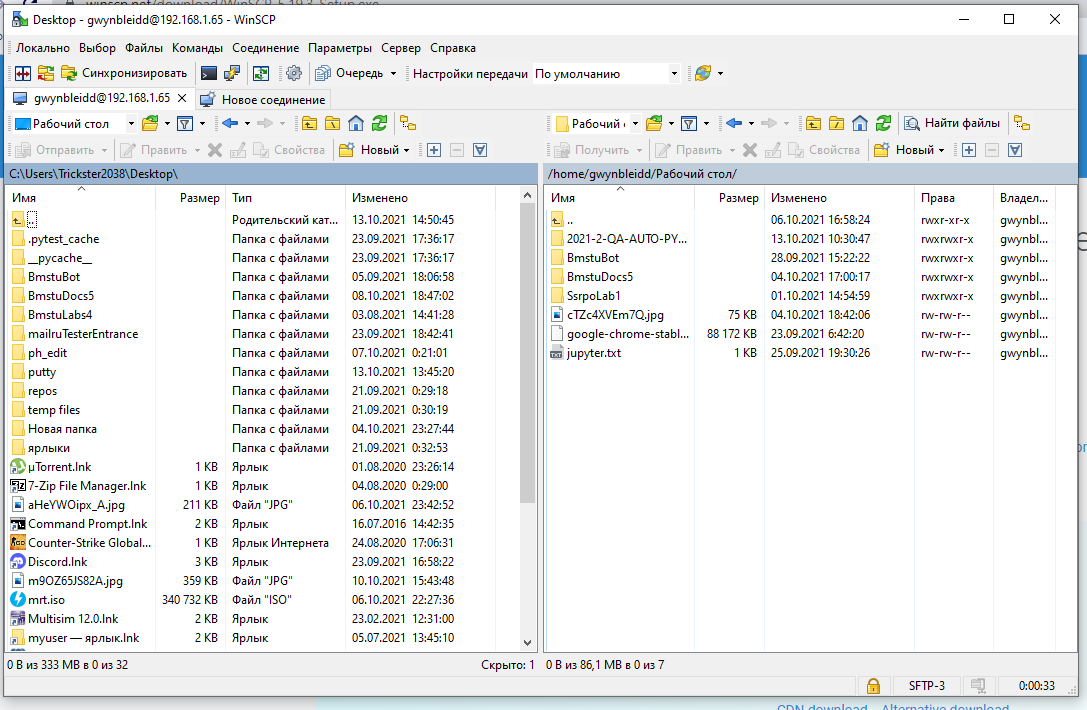 winscp.net/download/WinSCP-5.19.3-Setup.exe
Desktop - gwynbleidd@192.168.1.65 - WinSCP
Локально Выбор Файлы Команды Соединение Параметры Сервер Справка
Синхронизировать Очередь Настройки передачи По умолчанию
gwynbleidd@192.168.1.65 Новое соединение
Рабочий стол Рабочий Найти файлы
Отправить Править Свойства Новый Получить Править Свойства Новый
C:\Users\Trickster2038\Desktop\ /home/gwynbleidd/Рабочий стол/
Имя Размер Тип Изменено Имя Размер Изменено Права Владел...
.. Родительский кат... 13.10.2021 14:50:45 .. 06.10.2021 16:58:24 rwxr-xr-x gwynbl...
.pytest_cache Папка с файлами 23.09.2021 17:36:17 2021-2-QA-AUTO-PY... 13.10.2021 10:30:47 rwxrwxr-x gwynbl...
__pycache__ Папка с файлами 23.09.2021 17:36:17 BmstuBot 28.09.2021 15:22:22 rwxrwxr-x gwynbl...
BmstuBot Папка с файлами 05.09.2021 18:06:58 BmstuDocs5 04.10.2021 17:00:17 rwxrwxr-x gwynbl...
BmstuDocs5 Папка с файлами 08.10.2021 18:47:02 SsrpoLab1 01.10.2021 14:54:59 rwxrwxr-x gwynbl...
BmstuLabs4 Папка с файлами 03.08.2021 14:41:28 cTZc4XVEm7Q.jpg 75 KB 04.10.2021 18:42:06 rw-rw-r-- gwynbl...
mailruTesterEntrance Папка с файлами 23.09.2021 18:42:41 google-chrome-stabl... 88 172 KB 23.09.2021 6:42:20 rw-rw-r-- gwynbl...
ph_edit Папка с файлами 07.10.2021 0:21:01 jupyter.txt 1 KB 25.09.2021 19:30:26 rw-rw-r-- gwynbl...
putty Папка с файлами 13.10.2021 13:45:20
repos Папка с файлами 21.09.2021 0:29:18
temp files Папка с файлами 21.09.2021 0:30:19
Новая папка Папка с файлами 04.10.2021 23:27:44
ярлыки Папка с файлами 21.09.2021 0:32:53
µTorrent.lnk 1 KB Ярлык 01.08.2020 23:26:14
7-Zip File Manager.lnk 1 KB Ярлык 04.08.2020 0:29:00
aHeYWOipx_A.jpg 211 KB Файл "JPG" 06.10.2021 23:42:52
Command Prompt.lnk 2 KB Ярлык 16.07.2016 14:42:35
Counter-Strike Global... 1 KB Ярлык Интернета 24.08.2020 17:06:31
Discord.lnk 3 KB Ярлык 23.09.2021 16:58:22
m9OZ65JS82A.jpg 359 KB Файл "JPG" 10.10.2021 15:43:48
mrt.iso 340 732 KB Файл "ISO" 06.10.2021 22:27:36
Multisim 12.0.lnk 2 KB Ярлык 23.02.2021 12:31:00
myuser — ярлык.lnk 2 KB Ярлык 05.07.2021 13:45:10
0 B из 333 MB в 0 из 32 Скрыто: 1 0 B из 86,1 MB в 0 из 7
SFTP-3 0:00:33
CDN download Alternative download